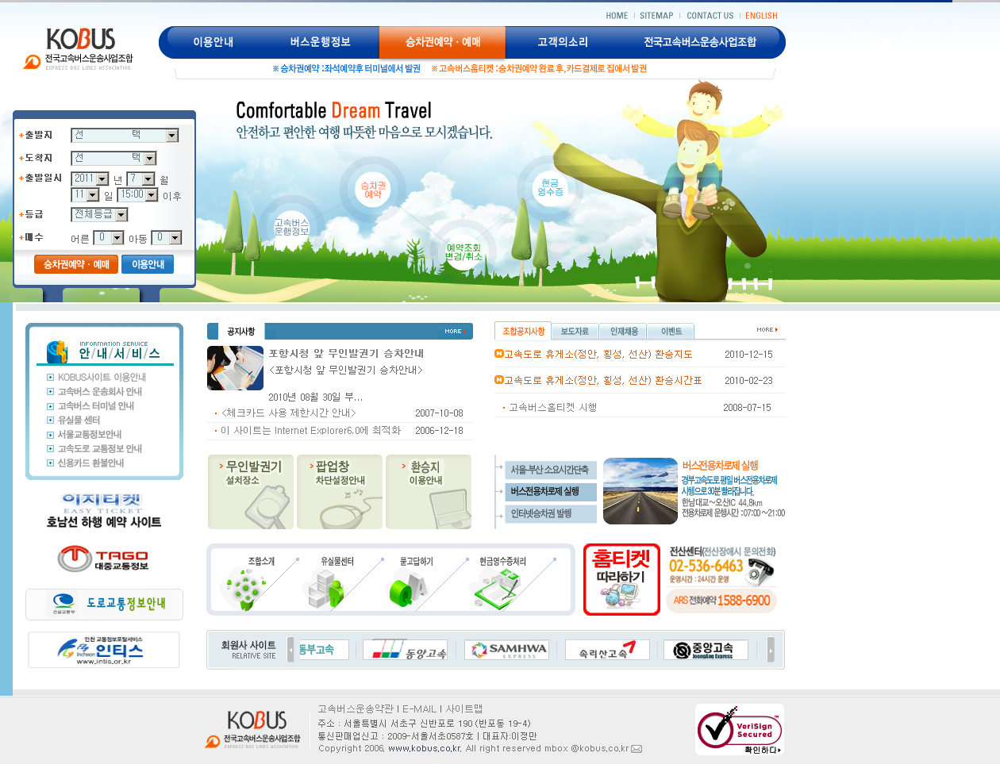 HOME | SITEMAP | CONTACT US | ENGLISH
KOBUS
전국고속버스운송사업조합
EXPRESS BUS LINES ASSOCIATION
이용안내 버스운행정보 승차권예약 · 예매 고객의소리 전국고속버스운송사업조합
※ 승차권예약 : 좌석예약후 터미널에서 발권 ※ 고속버스홈티켓 : 승차권예약 완료 후, 카드결제로 집에서 발권
Comfortable Dream Travel
안전하고 편안한 여행 따뜻한 마음으로 모시겠습니다.
출발지 선 택
도착지 선 택
출발일시 2011 년 7 월
11 일 15:00 이후
등급 전체등급
매수 어른 0 아동 0
승차권예약 · 예매 이용안내
고속버스
운행정보
승차권
예약
예약조회
변경/취소
현금
영수증
INFORMATION SERVICE
안/내/서/비/스
KOBUS사이트 이용안내
고속버스 운송회사 안내
고속버스 터미널 안내
유실물 센터
서울교통정보안내
고속도로 교통정보 안내
신용카드 환불안내
이지티켓
EASY TICKET
호남선 하행 예약 사이트
TAGO
대중교통정보
건설교통부
도로교통정보안내
인천 교통정보포털서비스
Incheon
인티스
www.intis.or.kr
공지사항 MORE
포항시청 앞 무인발권기 승차안내
<포항시청 앞 무인발권기 승차안내>
2010년 08월 30일 부...
<체크카드 사용 제한시간 안내> 2007-10-08
이 사이트는 Internet Explorer6.0에 최적화 2006-12-18
조합공지사항 보도자료 인재채용 이벤트 MORE
N고속도로 휴게소(정안, 횡성, 선산) 환승지도 2010-12-15
N고속도로 휴게소(정안, 횡성, 선산) 환승시간표 2010-02-23
고속버스홈티켓 시행 2008-07-15
무인발권기
설치장소
팝업창
차단설정안내
환승지
이용안내
서울-부산 소요시간단축
버스전용차로제 실행
인터넷승차권 발행
버스전용차로제 실행
경부고속도로 평일 버스전용차로제
시행으로 30분 빨라집니다.
한남대교~오산IC 44,8km
전용차로제 운행시간 : 07:00 ~21:00
조합소개 유실물센터 묻고답하기 현금영수증처리
홈티켓
따라하기
전산센터(전산장애시 문의전화)
02-536-6463
운영시간 : 24시간 운영
ARS 전화예약 1588-6900
회원사 사이트
RELATIVE SITE
동부고속
동양고속
SAMHWA
EXPRESS
속리산고속
중앙고속
JoongAng Express
KOBUS
전국고속버스운송사업조합
EXPRESS BUS LINES ASSOCIATION
고속버스운송약관 | E-MAIL | 사이트맵
주소 : 서울특별시 서초구 신반포로 190 (반포동 19-4)
통신판매업신고 : 2009-서울서초0587호 | 대표자:이정만
Copyright 2006, www.kobus.co.kr, All right reserved mbox @kobus.co.kr
VeriSign
Secured
TM
확인하다